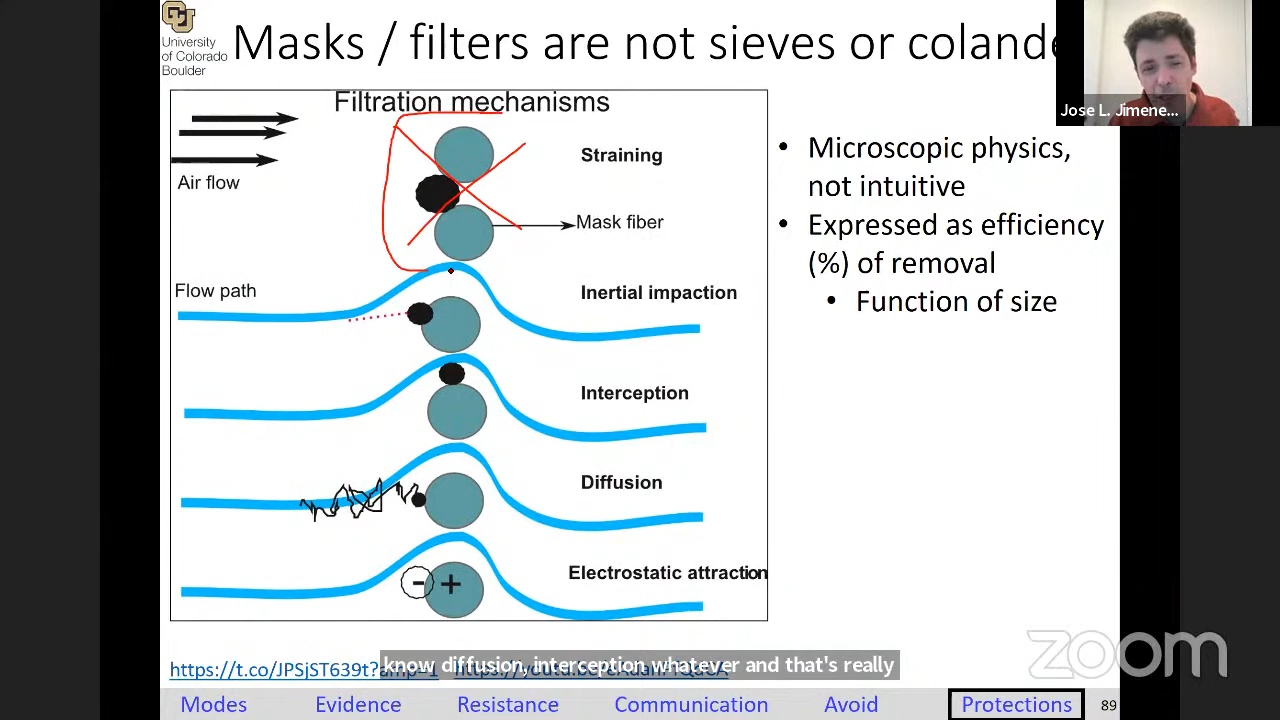 CU
University
of Colorado
Boulder
Masks / filters are not sieves or colande
Jose L. Jimene...
Filtration mechanisms
Air flow
Straining
Mask fiber
Flow path
Inertial impaction
Interception
Diffusion
- +
Electrostatic attraction
• Microscopic physics,
not intuitive
• Expressed as efficiency
(%) of removal
• Function of size
https://t.co/JPSjST639t?amp=1
know diffusion, interception whatever and that's really
zoom
Modes Evidence Resistance Communication Avoid Protections 89